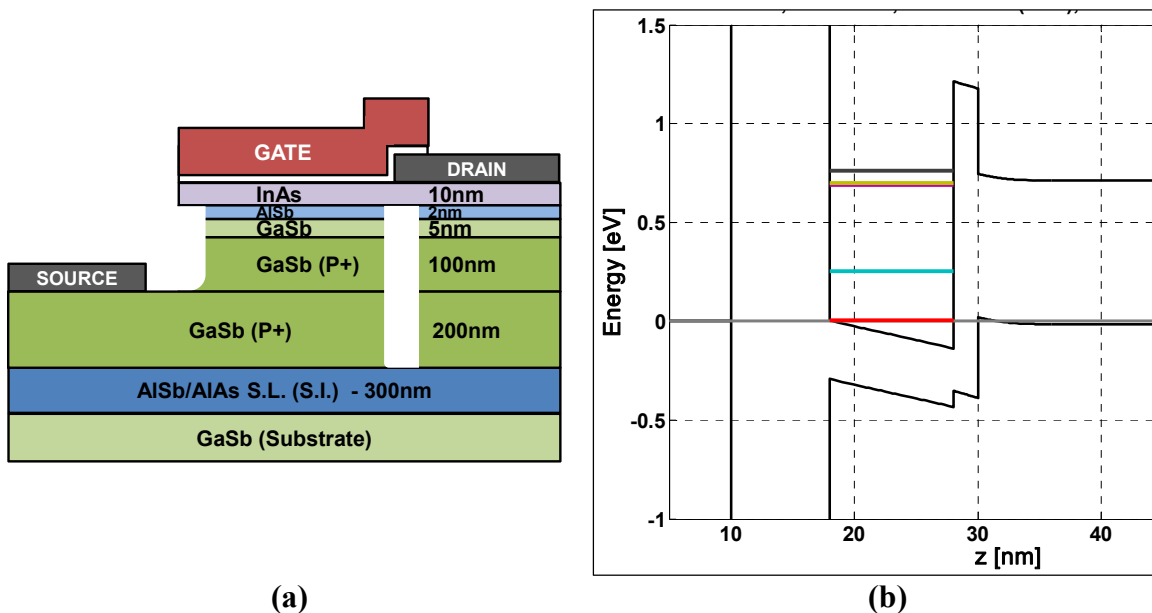 GATE
DRAIN
InAs 10nm
AlSb 2nm
GaSb 5nm
GaSb (P+) 100nm
SOURCE
GaSb (P+) 200nm
AlSb/AlAs S.L. (S.I.) - 300nm
GaSb (Substrate)
(a)
1.5
1
0.5
0
-0.5
-1
Energy [eV]
10 20 30 40
z [nm]
(b)